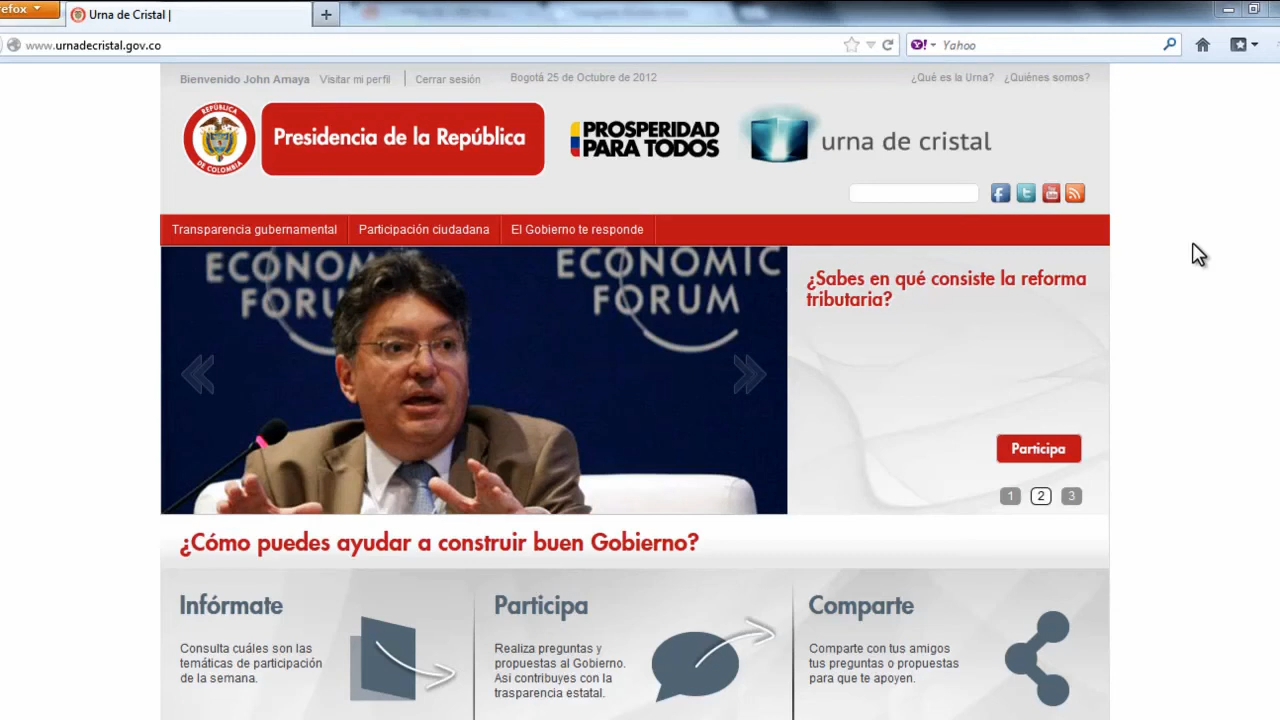 efox
Urna de Cristal |
www.urnadecristal.gov.co
Yahoo
Bienvenido John Amaya Visitar mi perfil Cerrar sesión Bogotá 25 de Octubre de 2012 ¿Qué es la Urna? ¿Quiénes somos?
REPÚBLICA
DE COLOMBIA
Presidencia de la República
PROSPERIDAD
PARA TODOS
urna de cristal
You
Transparencia gubernamental Participación ciudadana El Gobierno te responde
ECONOMIC
FORUM
ECONOMIC
FORUM
¿Sabes en qué consiste la reforma
tributaria?
Participa
1 2 3
¿Cómo puedes ayudar a construir buen Gobierno?
Infórmate
Consulta cuáles son las
temáticas de participación
de la semana.
Participa
Realiza preguntas y
propuestas al Gobierno.
Asi contribuyes con la
trasparencia estatal.
Comparte
Comparte con tus amigos
tus preguntas o propuestas
para que te apoyen.